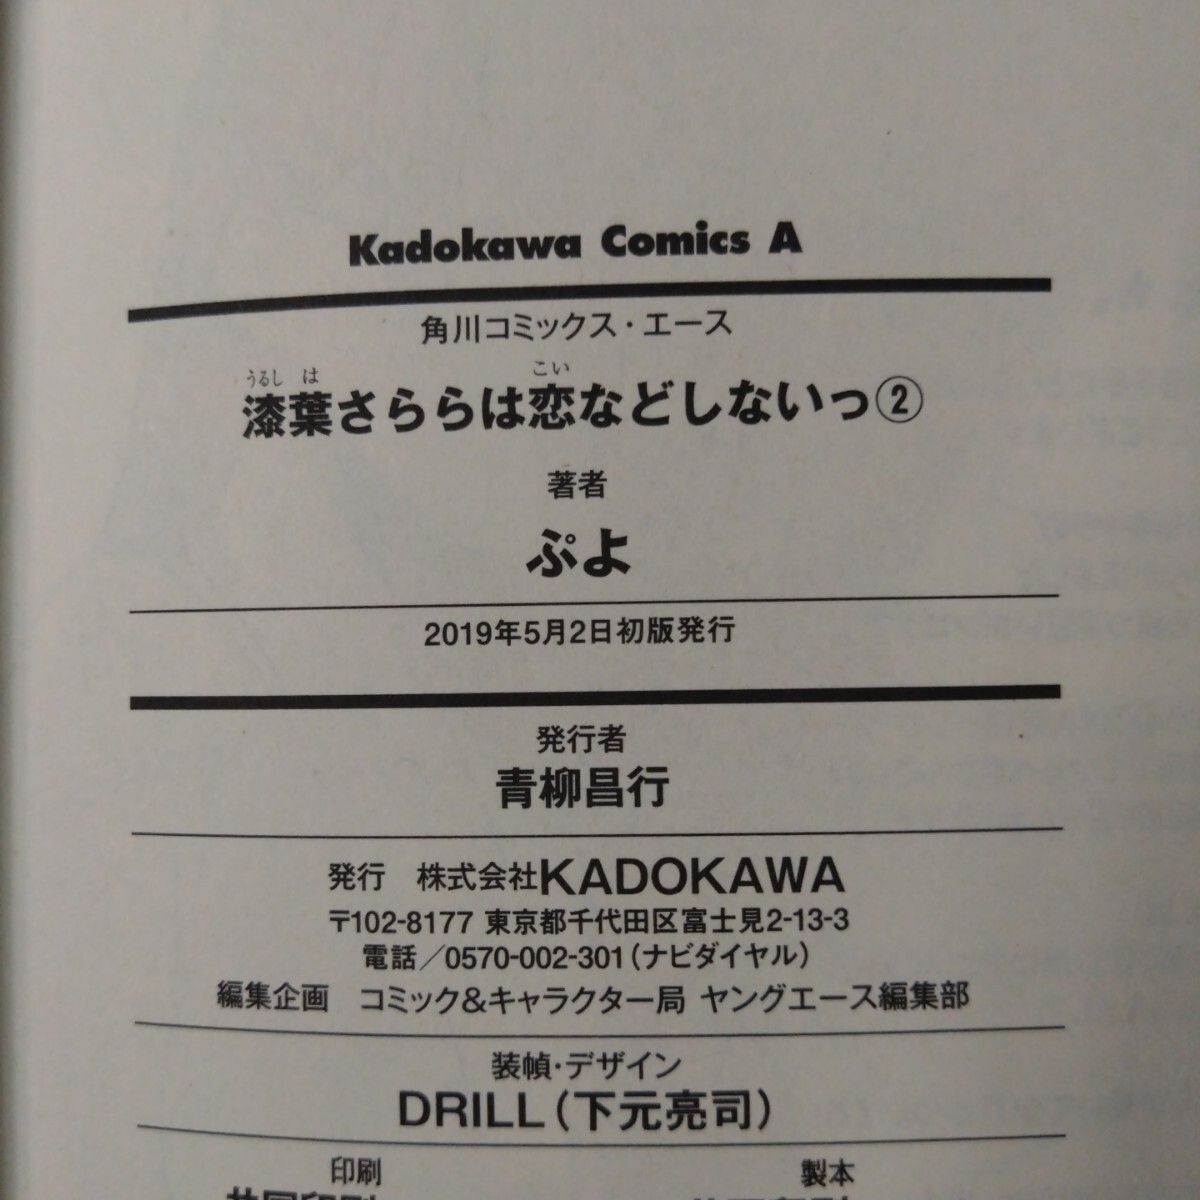 Kadokawa Comics A
角川コミックス・エース
うるし は こい
漆葉さららは恋などしないっ②
著者
ぷよ
2019年5月2日初版発行
発行者
青柳昌行
発行 株式会社KADOKAWA
〒102-8177 東京都千代田区富士見2-13-3
電話/0570-002-301(ナビダイヤル)
編集企画 コミック&キャラクター局 ヤングエース編集部
装幀・デザイン
DRILL(下元亮司)
印刷 製本